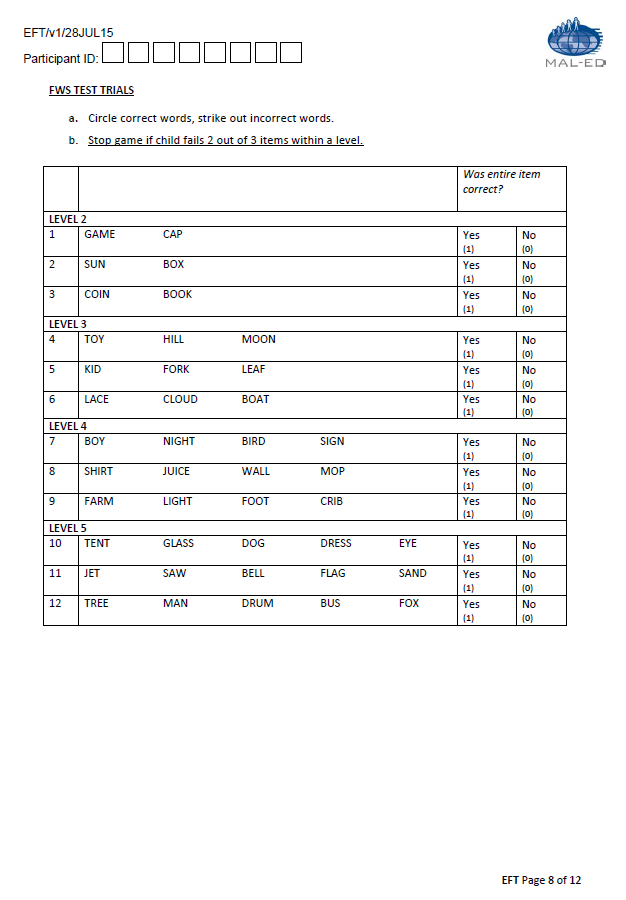 EFT/v1/28JUL15
Participant ID:
MAL-ED
FWS TEST TRIALS
a. Circle correct words, strike out incorrect words.
b. Stop game if child fails 2 out of 3 items within a level.
Was entire item
correct?
LEVEL 2
1 GAME CAP Yes No
(1) (0)
2 SUN BOX Yes No
(1) (0)
3 COIN BOOK Yes No
(1) (0)
LEVEL 3
4 TOY HILL MOON Yes No
(1) (0)
5 KID FORK LEAF Yes No
(1) (0)
6 LACE CLOUD BOAT Yes No
(1) (0)
LEVEL 4
7 BOY NIGHT BIRD SIGN Yes No
(1) (0)
8 SHIRT JUICE WALL MOP Yes No
(1) (0)
9 FARM LIGHT FOOT CRIB Yes No
(1) (0)
LEVEL 5
10 TENT GLASS DOG DRESS EYE Yes No
(1) (0)
11 JET SAW BELL FLAG SAND Yes No
(1) (0)
12 TREE MAN DRUM BUS FOX Yes No
(1) (0)
EFT Page 8 of 12